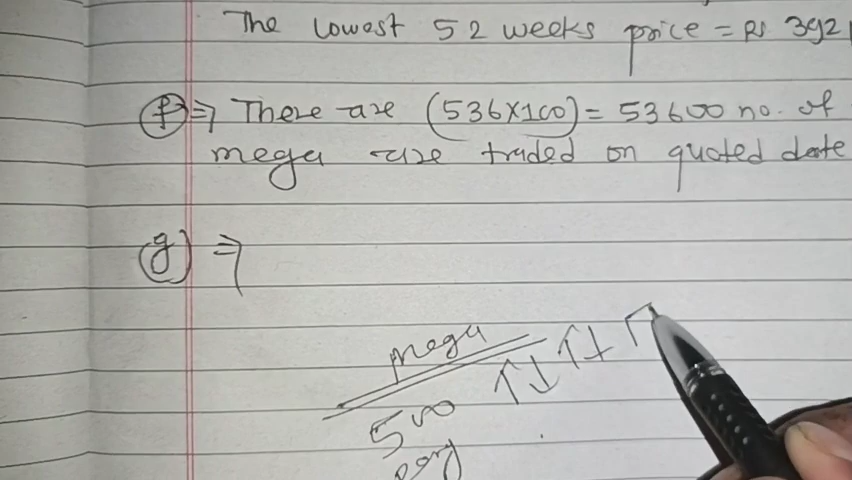 The lowest 52 weeks price = Rs 392
(f) ⇒ There are (536×100) = 53600 no. of
mega are traded on quoted date
(g) ⇒
mega
500 ↑↓↑↓